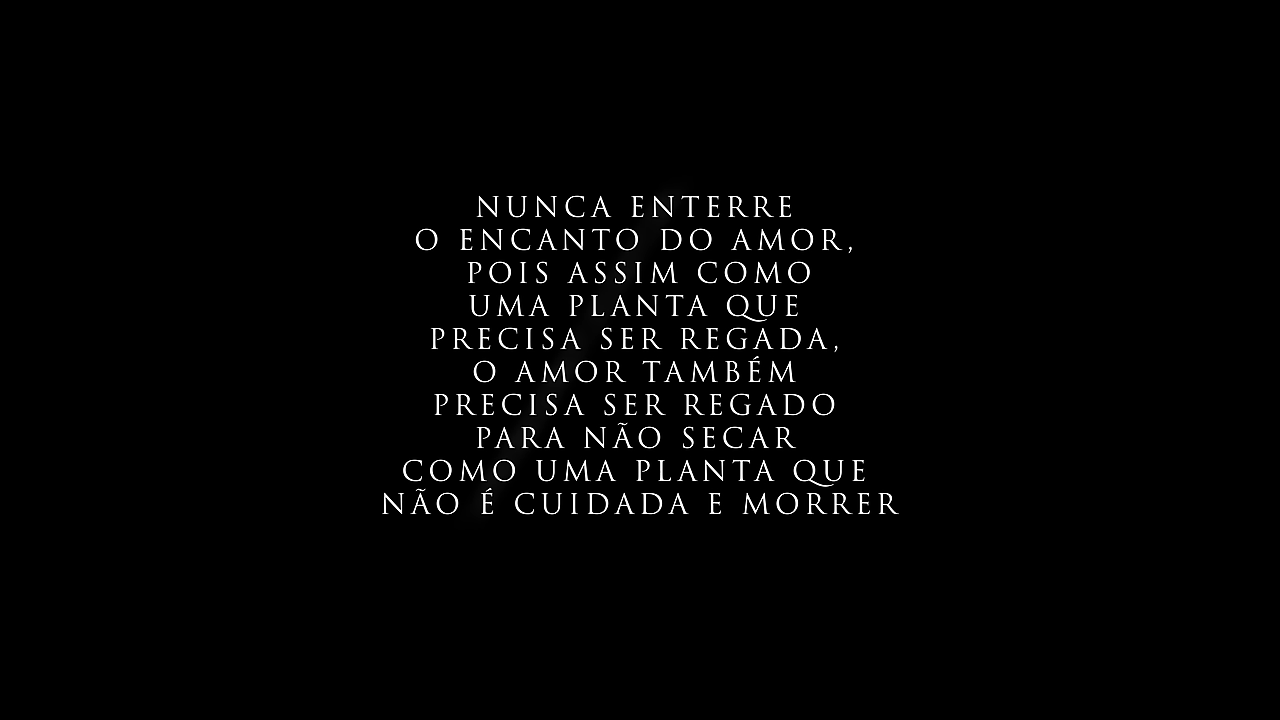 NUNCA ENTERRE
O ENCANTO DO AMOR,
POIS ASSIM COMO
UMA PLANTA QUE
PRECISA SER REGADA,
O AMOR TAMBÉM
PRECISA SER REGADO
PARA NÃO SECAR
COMO UMA PLANTA QUE
NÃO É CUIDADA E MORRER